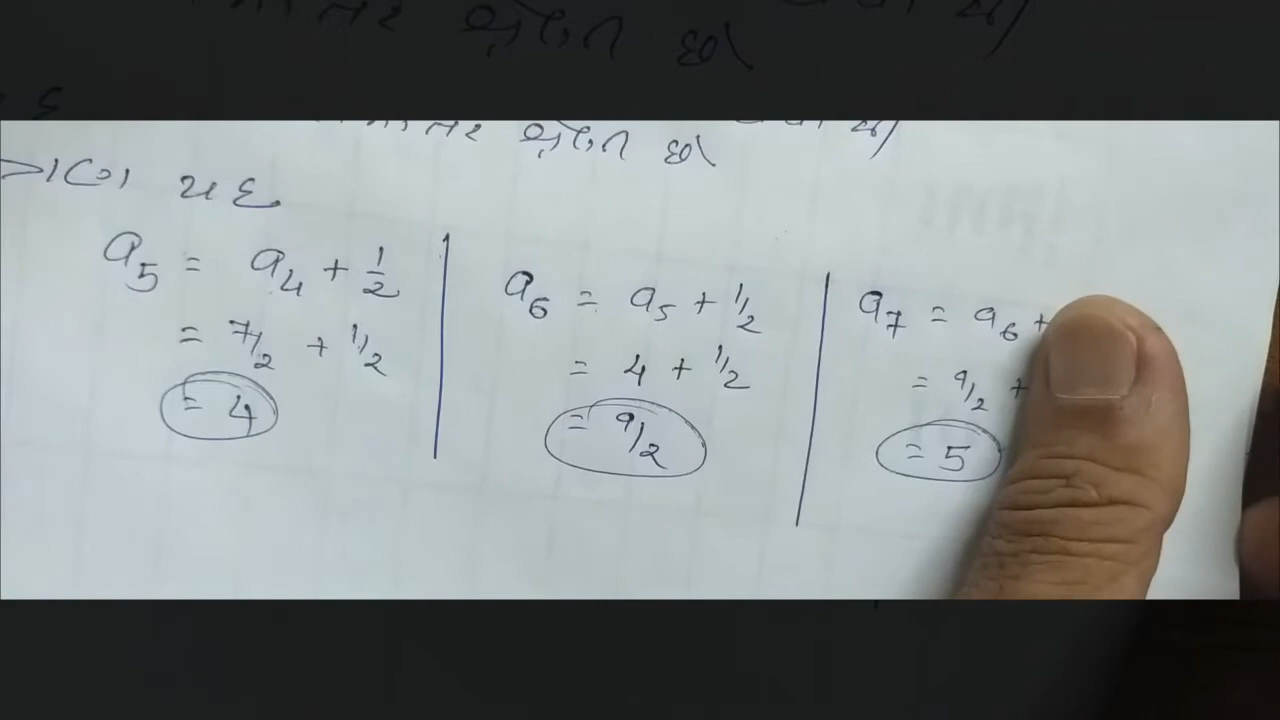 શ્રેણી છે
પદ
a₅ = a₄ + 1/2
= 7/2 + 1/2
= 4
a₆ = a₅ + 1/2
= 4 + 1/2
= 9/2
a₇ = a₆ +
= 9/2 +
= 5